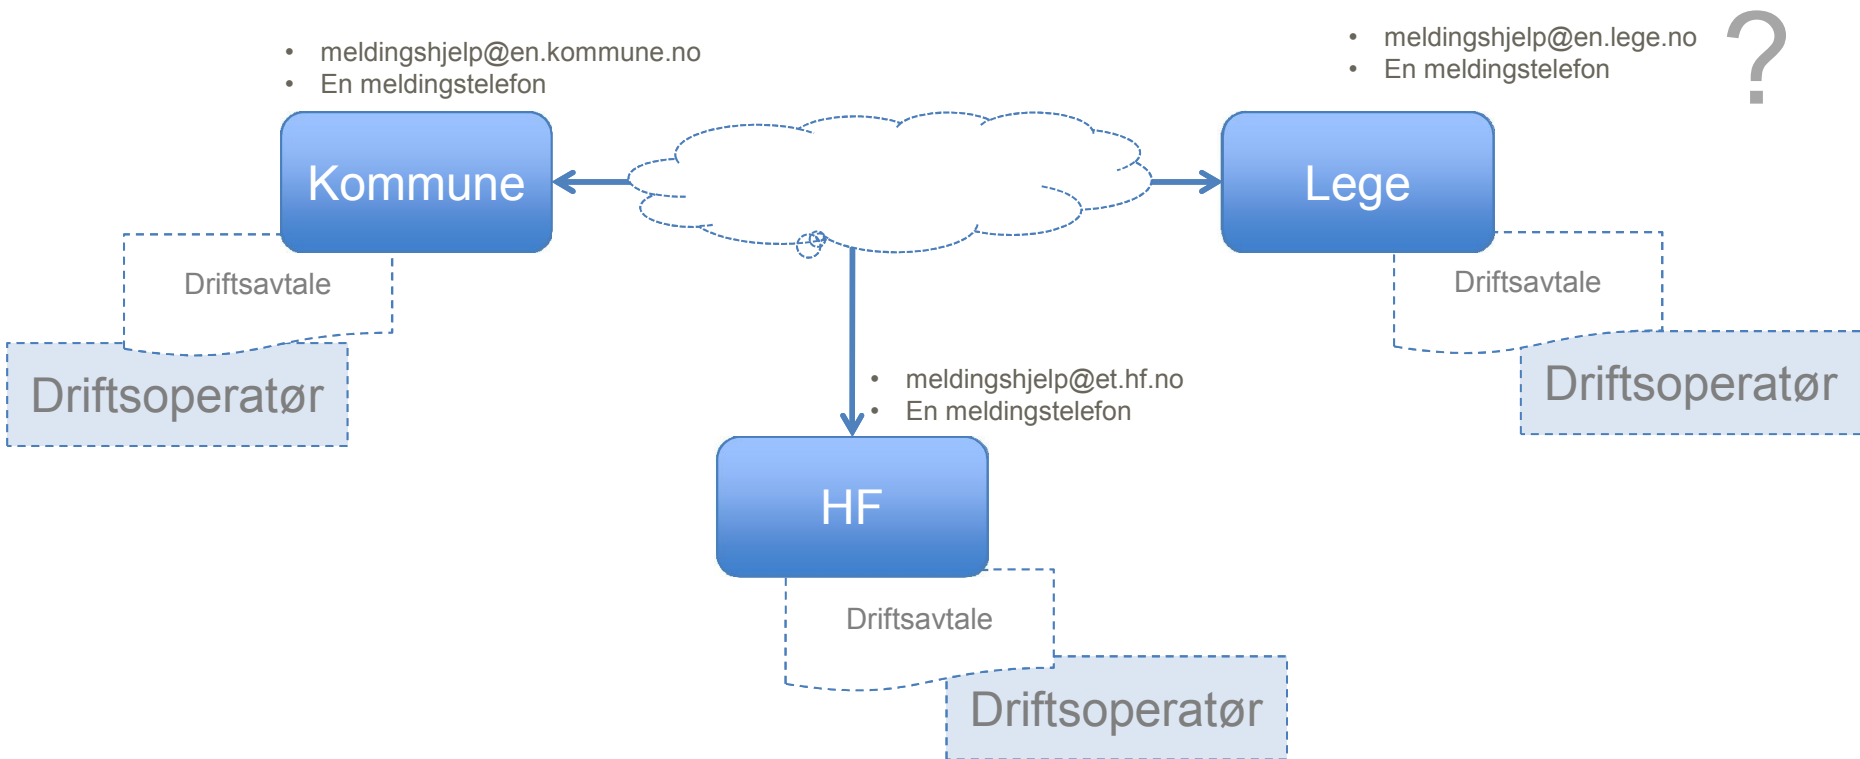 • meldingshjelp@en.kommune.no
• En meldingstelefon
Kommune
Driftsavtale
Driftsoperatør
• meldingshjelp@en.lege.no
• En meldingstelefon
?
Lege
Driftsavtale
Driftsoperatør
• meldingshjelp@et.hf.no
• En meldingstelefon
HF
Driftsavtale
Driftsoperatør